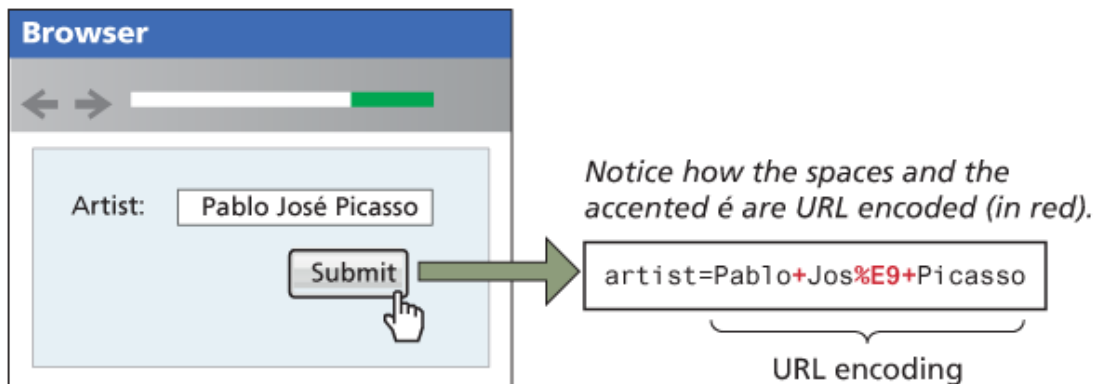 Browser
Artist:
Pablo José Picasso
Submit
Notice how the spaces and the
accented é are URL encoded (in red).
artist=Pablo+Jos%E9+Picasso
URL encoding